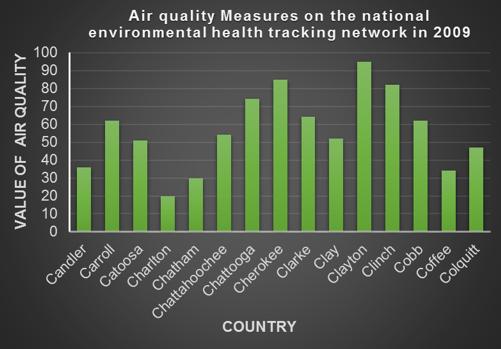 Air quality Measures on the national
environmental health tracking network in 2009
VALUE OF AIR QUALITY
100
90
80
70
60
50
40
30
20
10
0
Candler
Carroll
Catoosa
Charlton
Chatham
Chattahoochee
Chattooga
Cherokee
Clarke
Clay
Clayton
Clinch
Cobb
Coffee
Colquitt
COUNTRY